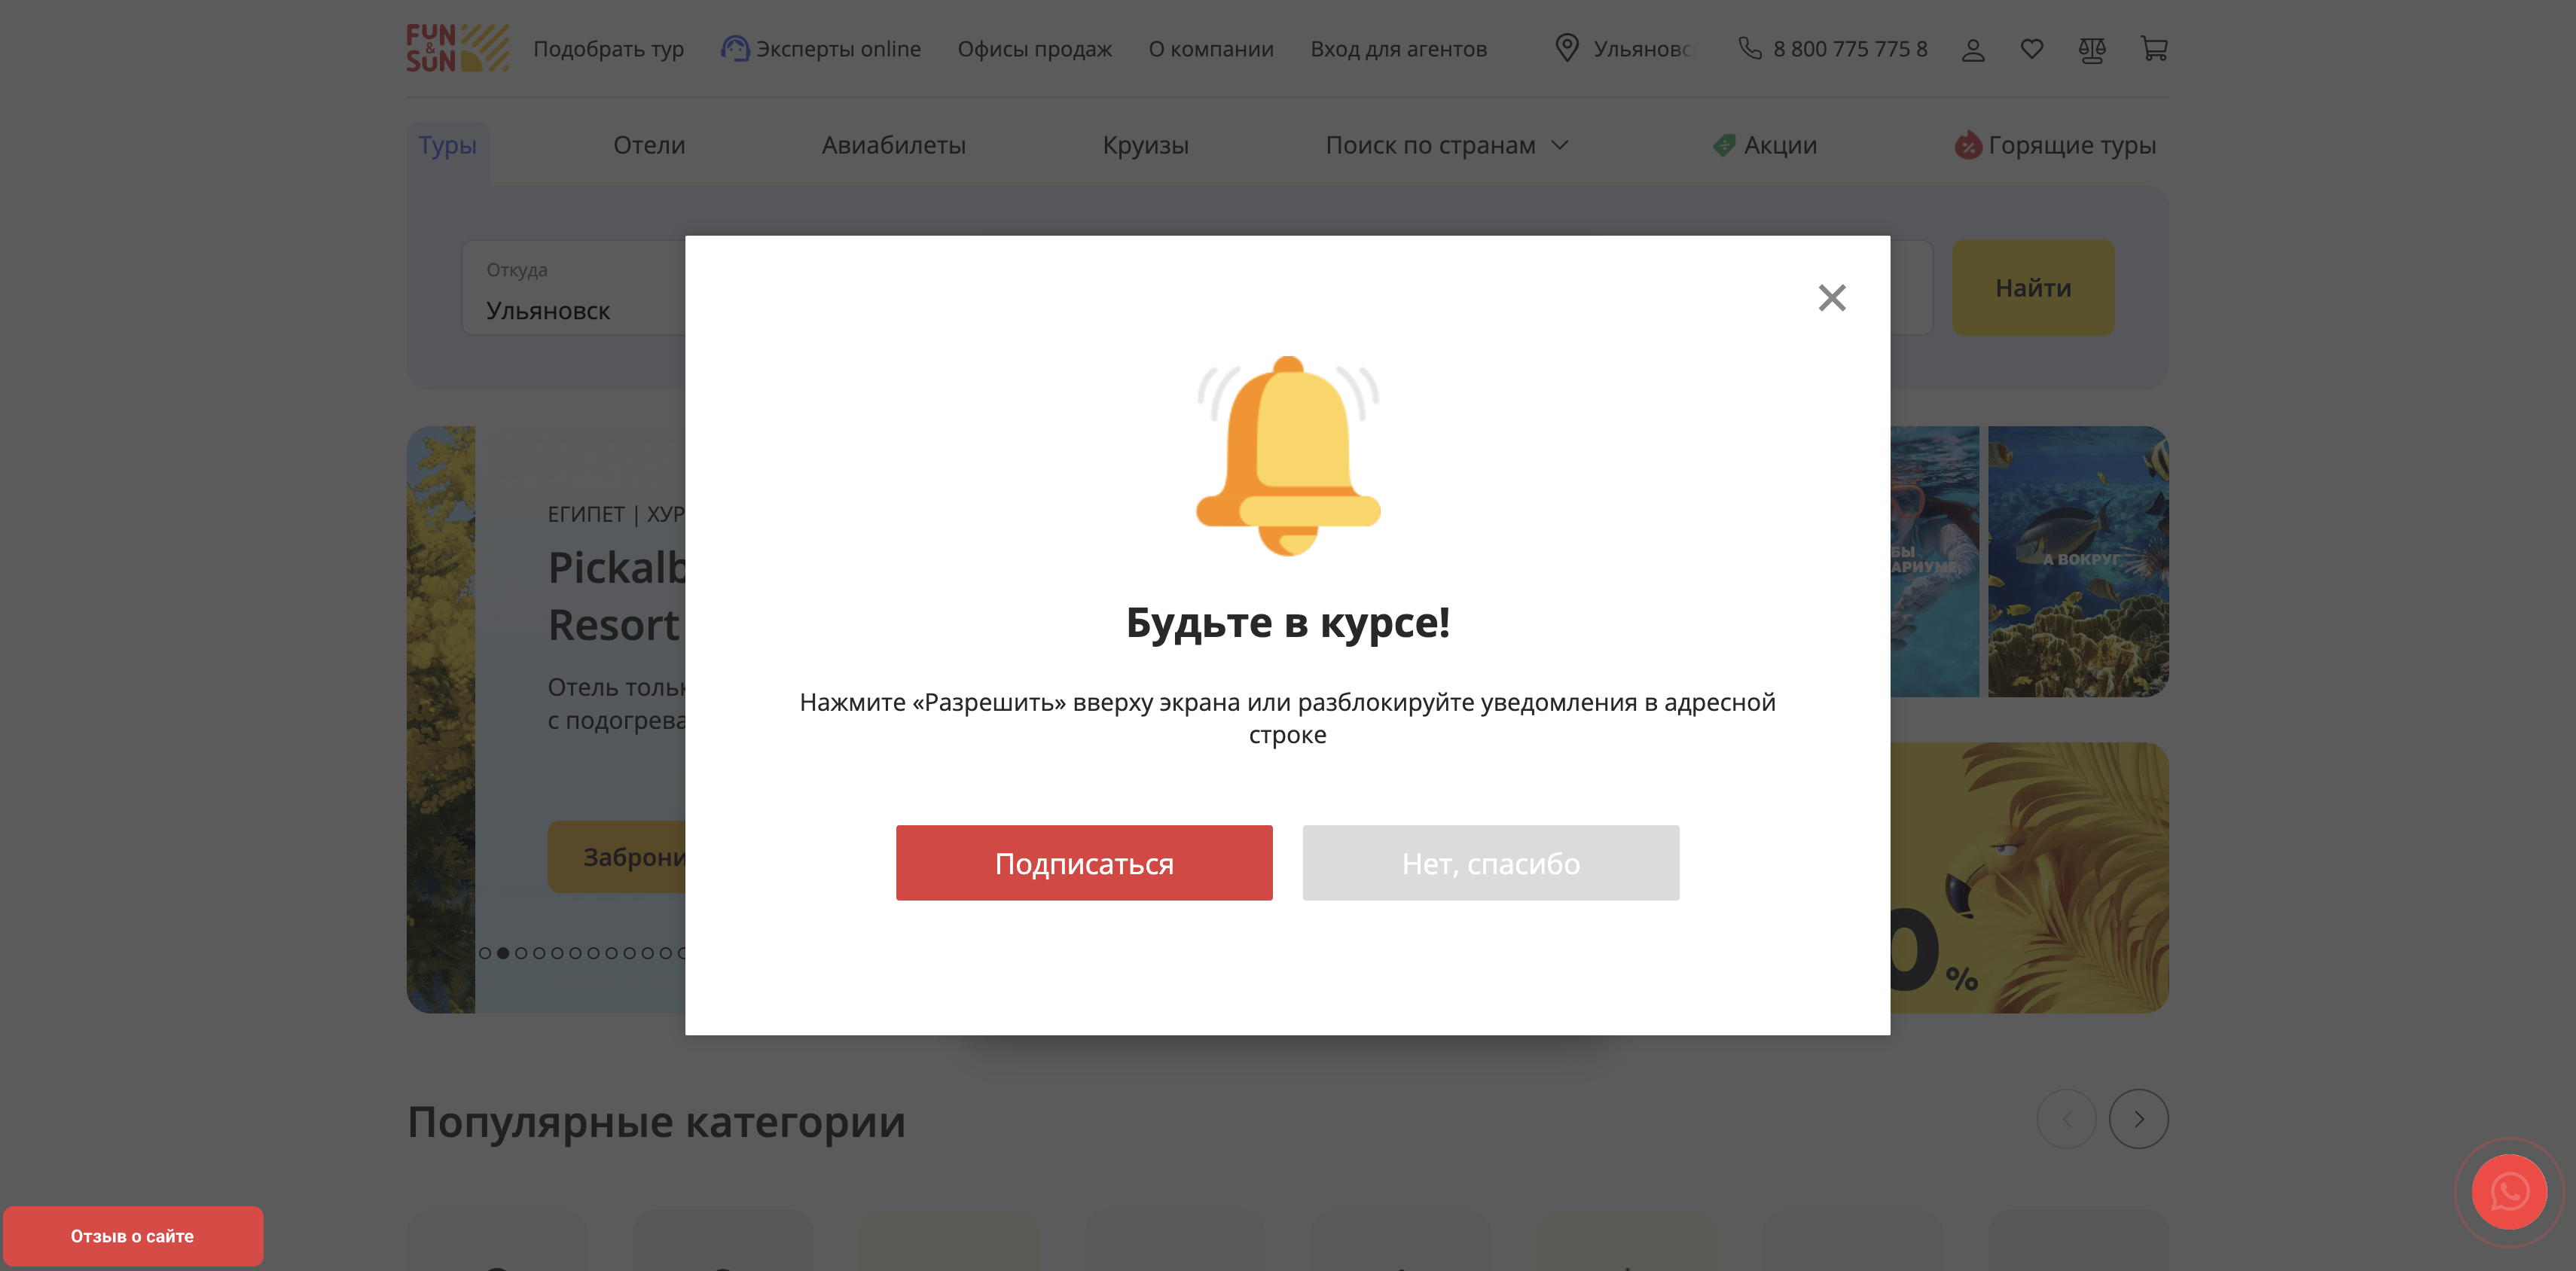 FUN
&
SUN
Подобрать тур
Эксперты online
Офисы продаж
О компании
Вход для агентов
Ульяновс
8 800 775 775 8
Туры
Отели
Авиабилеты
Круизы
Поиск по странам
Акции
Горящие туры
Откуда
Ульяновск
Найти
ЕГИПЕТ | ХУР
Pickalb
Resort
Отель тольк
с подогрева
Заброни
БЫ
АРИУМЕ,
А ВОКРУГ
0%
Будьте в курсе!
Нажмите «Разрешить» вверху экрана или разблокируйте уведомления в адресной
строке
Подписаться
Нет, спасибо
Популярные категории
Отзыв о сайте